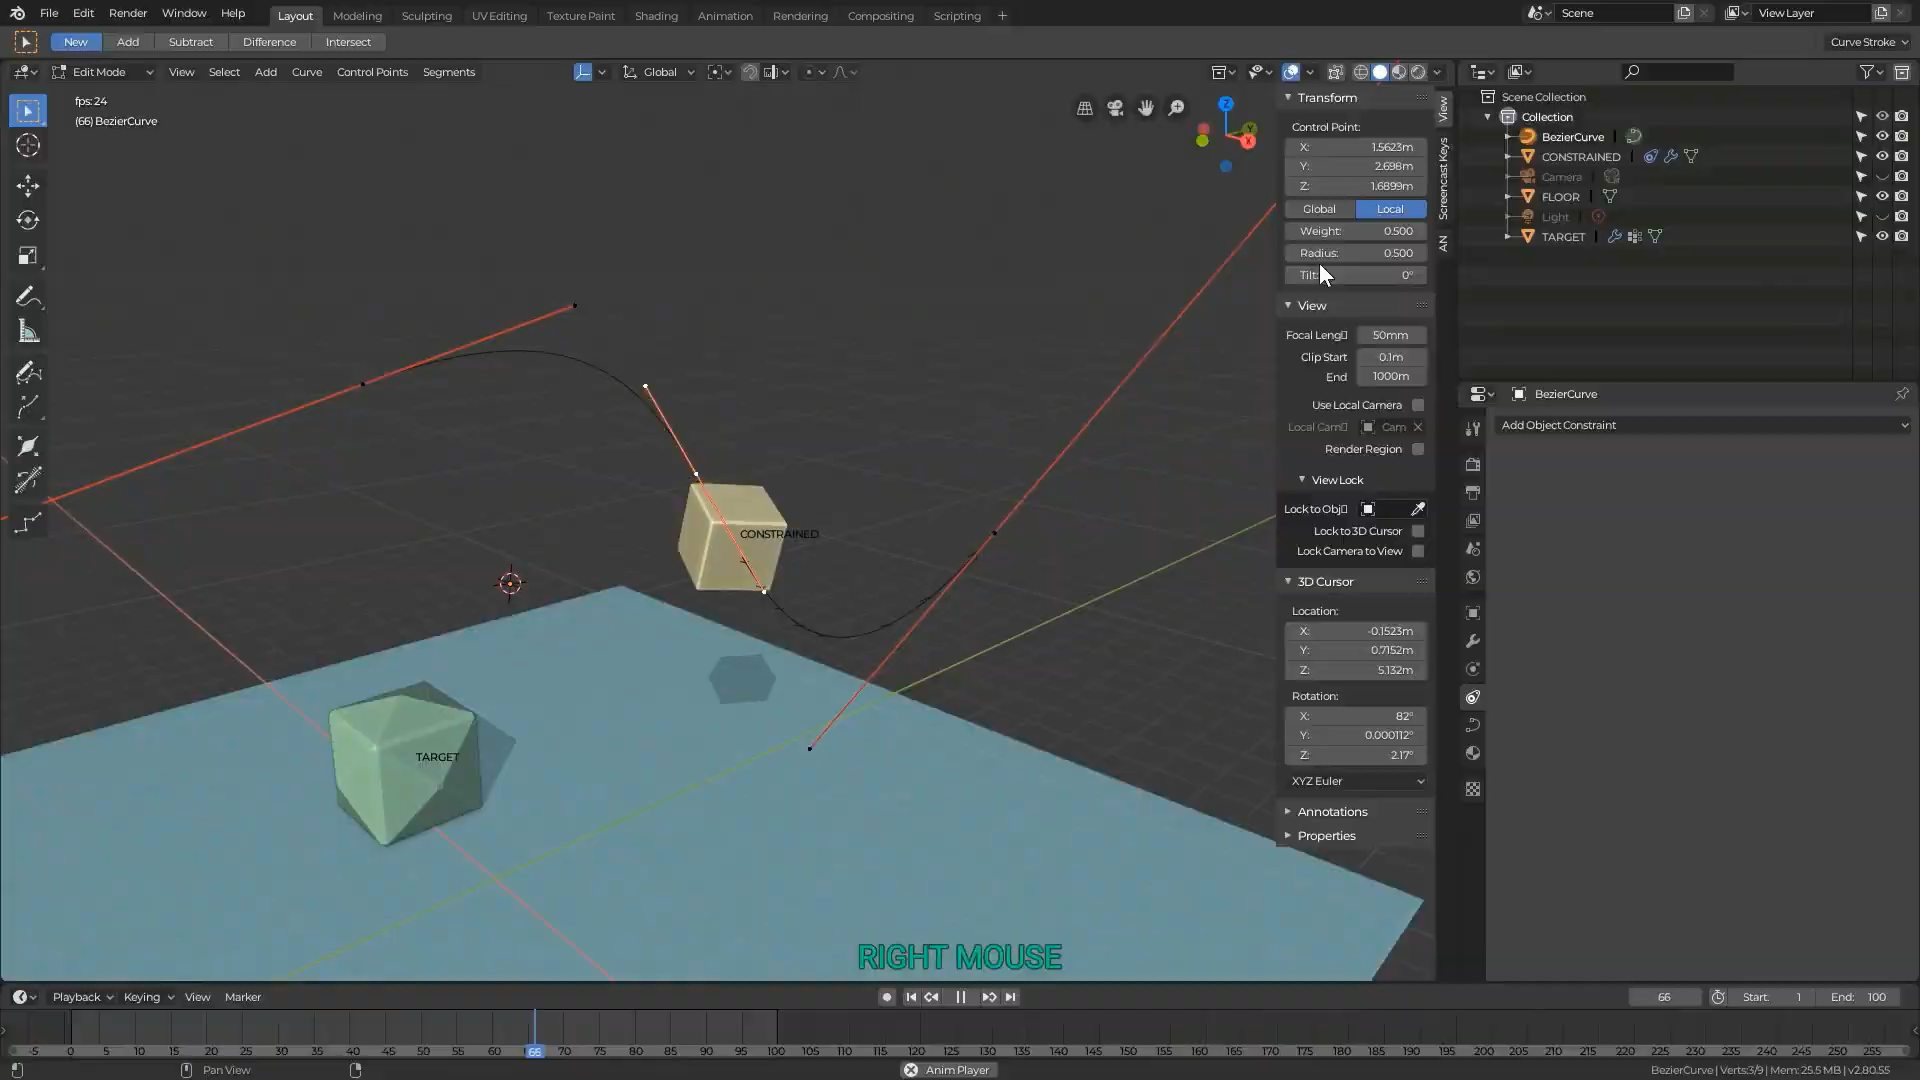 File Edit Render Window Help Layout Modeling Sculpting UV Editing Texture Paint Shading Animation Rendering Compositing Scripting + Scene View Layer
New Add Subtract Difference Intersect Curve Stroke
Edit Mode View Select Add Curve Control Points Segments Global
fps: 24
(66) BezierCurve
Z
Y
X
CONSTRAINED
TARGET
RIGHT MOUSE
Transform
Control Point:
X: 1.5623m
Y: 2.698m
Z: 1.6899m
Global Local
Weight: 0.500
Radius: 0.500
Tilt: 0°
View
Focal Leng 50mm
Clip Start 0.1m
End 1000m
Use Local Camera
Local Cam Cam
Render Region
View Lock
Lock to Obj
Lock to 3D Cursor
Lock Camera to View
3D Cursor
Location:
X: -0.1523m
Y: 0.7152m
Z: 5.132m
Rotation:
X: 82°
Y: 0.000112°
Z: 2.17°
XYZ Euler
Annotations
Properties
View
Screencast Keys
AN
Scene Collection
Collection
BezierCurve
CONSTRAINED
Camera
FLOOR
Light
TARGET
BezierCurve
Add Object Constraint
Playback Keying View Marker 66 Start: 1 End: 100
-5 0 5 10 15 20 25 30 35 40 45 50 55 60 66 70 75 80 85 90 95 100 105 110 115 120 125 130 135 140 145 150 155 160 165 170 175 180 185 190 195 200 205 210 215 220 225 230 235 240 245 250 255
Pan View Anim Player BezierCurve | Verts:3/9 | Mem: 25.5 MB | v2.80.55